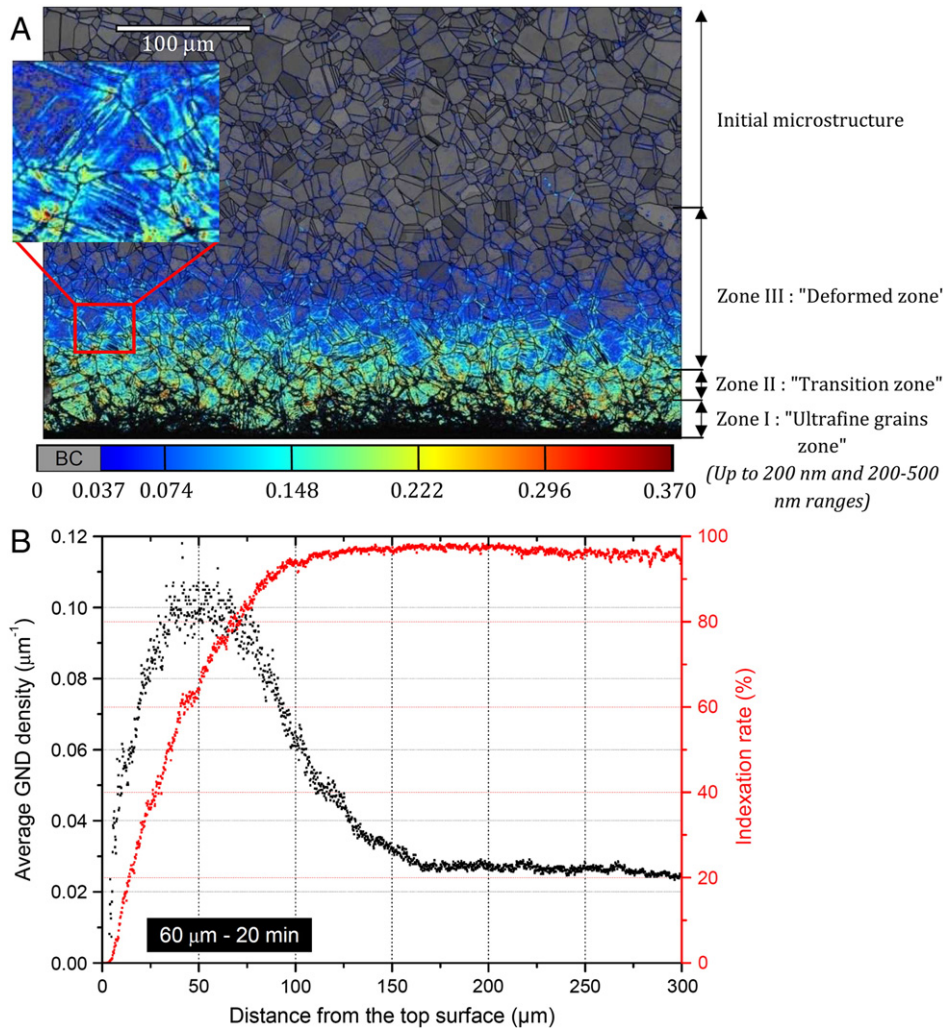 A
100 µm
Initial microstructure
Zone III : "Deformed zone'
Zone II : "Transition zone"
Zone I : "Ultrafine grains
zone"
(Up to 200 nm and 200-500
nm ranges)
BC
0 0.037 0.074 0.148 0.222 0.296 0.370
B
0.12
0.10
0.08
0.06
0.04
0.02
0.00
Average GND density (µm⁻¹)
100
80
60
40
20
0
Indexation rate (%)
60 µm - 20 min
0 50 100 150 200 250 300
Distance from the top surface (µm)